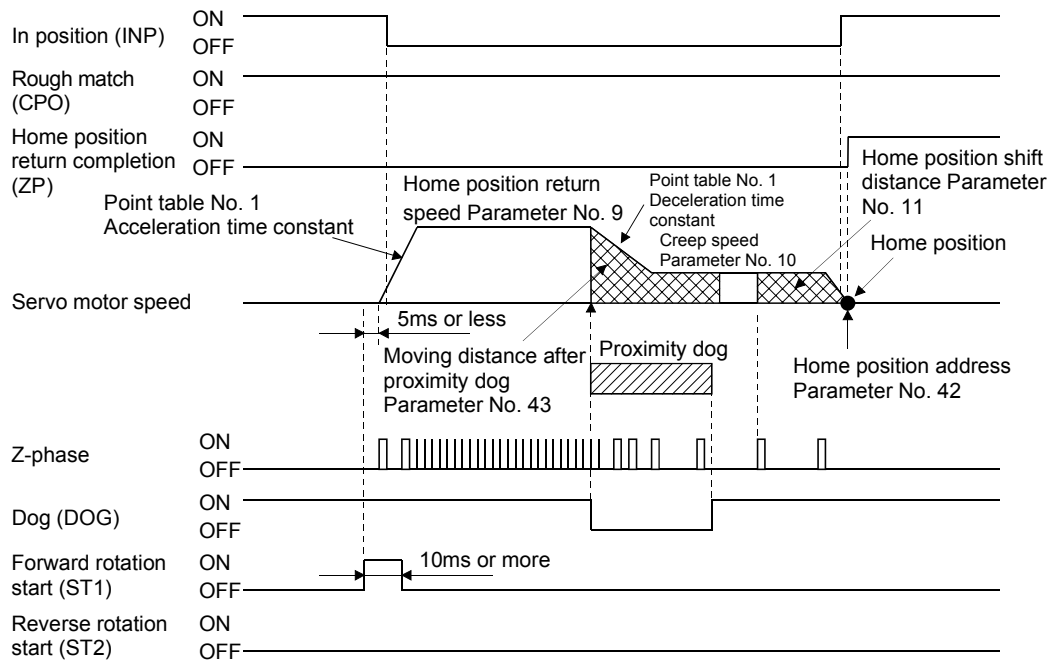 In position (INP)
ON
OFF
Rough match
(CPO)
ON
OFF
Home position
return completion
(ZP)
ON
OFF
Point table No. 1
Acceleration time constant
Home position return
speed Parameter No. 9
Point table No. 1
Deceleration time
constant
Creep speed
Parameter No. 10
Home position shift
distance Parameter
No. 11
Home position
Servo motor speed
5ms or less
Moving distance after
proximity dog
Parameter No. 43
Proximity dog
Home position address
Parameter No. 42
Z-phase
ON
OFF
Dog (DOG)
ON
OFF
Forward rotation
start (ST1)
ON
OFF
10ms or more
Reverse rotation
start (ST2)
ON
OFF